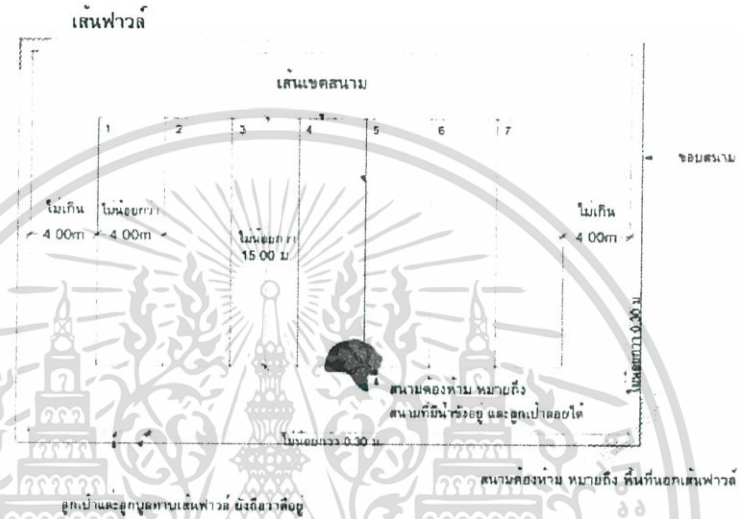 เส้นฟาวล์
เส้นเขตสนาม
1 2 3 4 5 6 7
ขอบสนาม
ไม่เกิน ไม่น้อยกว่า ไม่เกิน
4.00m 4.00m 4.00m
ไม่น้อยกว่า
15.00 ม.
ไม่น้อยกว่า 0.30 ม.
สนามต้องห้าม หมายถึง
สนามที่มีน้ำขังอยู่ และลูกเป้าลอยได้
ไม่น้อยกว่า 0.30 ม.
สนามต้องห้าม หมายถึง พื้นที่นอกเส้นฟาวล์
ลูกเป้าและลูกบูลทาบเส้นฟาวล์ ยังถือว่าดีอยู่